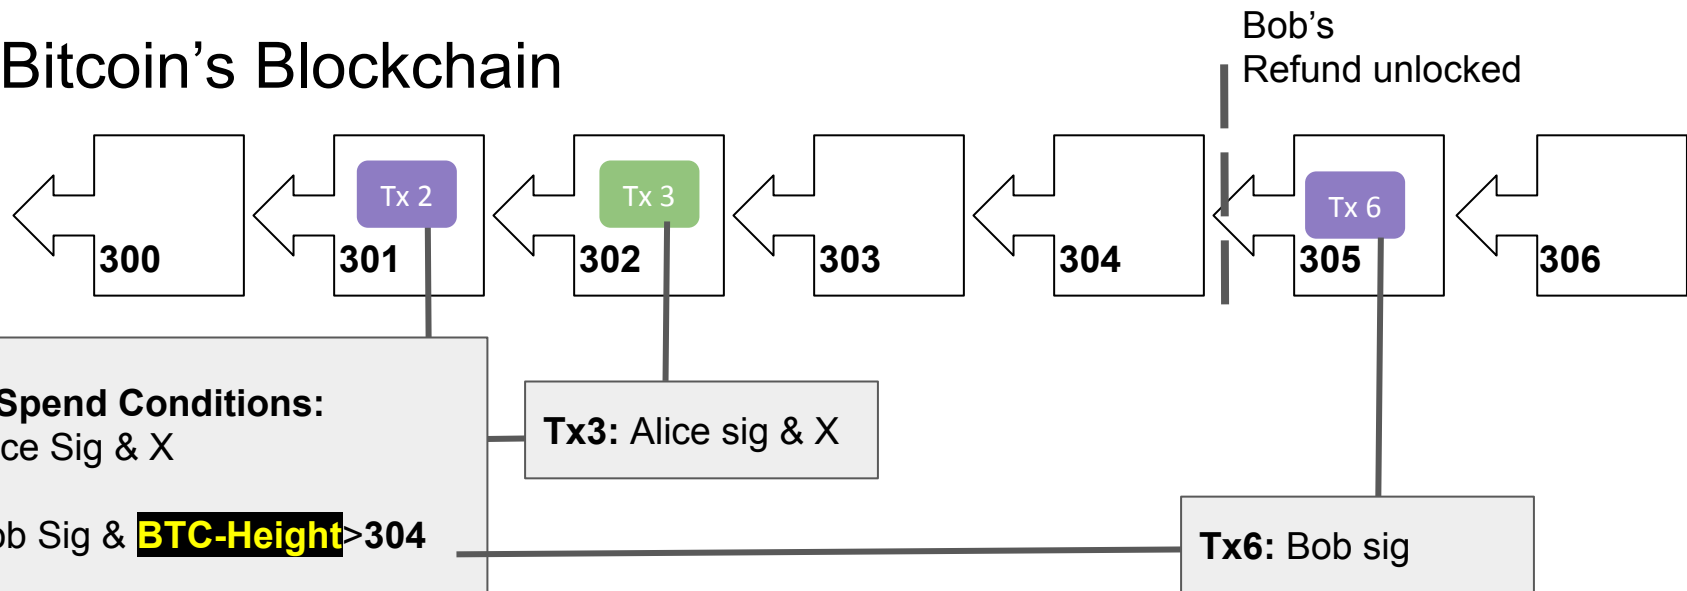 Bitcoin’s Blockchain
Bob’s
Refund unlocked
Tx 2
Tx 3
Tx 6
300
301
302
303
304
305
306
Spend Conditions:
ce Sig & X
ob Sig & BTC-Height>304
Tx3: Alice sig & X
Tx6: Bob sig